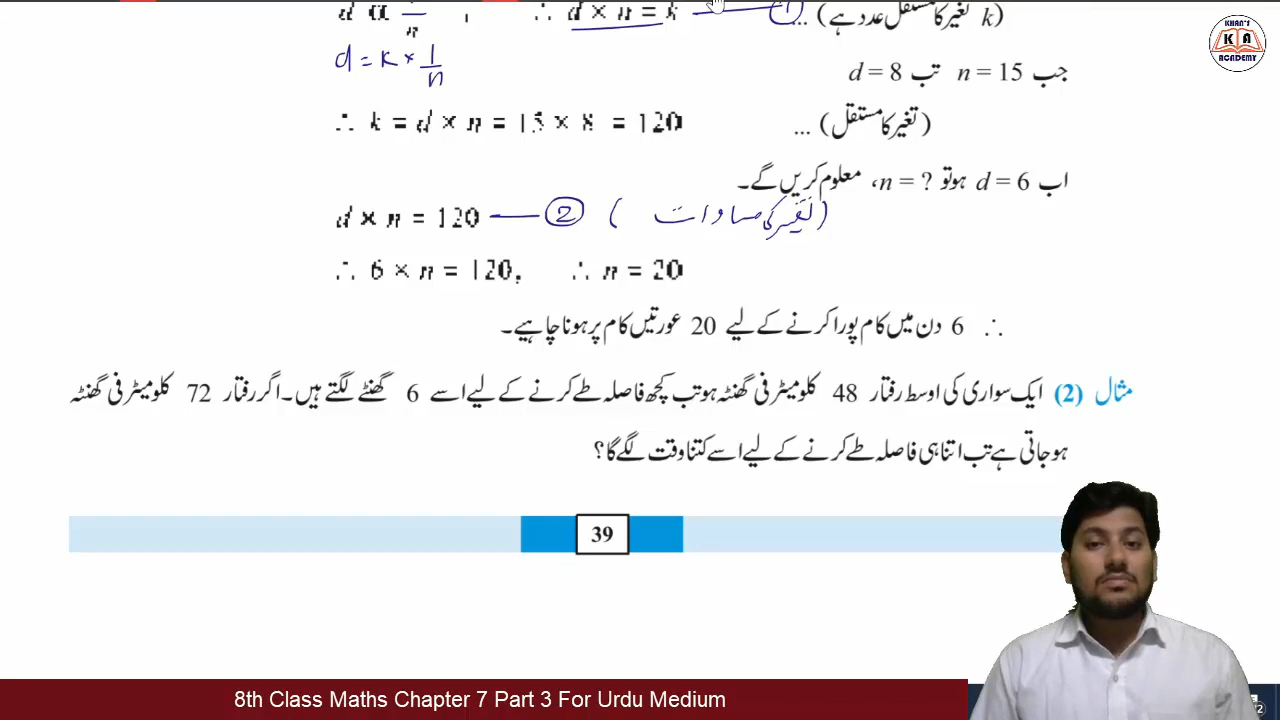 d α 1/n , ∴ d × n = k —— ① ... (k تغیر کا مستقل عدد ہے)
KHAN'S
K A
ACADEMY
d = k × 1/n
جب n = 15 تب d = 8
∴ k = d × n = 15 × 8 = 120 ... (تغیر کا مستقل)
اب d = 6 ہو تو n = ?، معلوم کریں گے۔
d × n = 120 —— ② (تغیر کی مساوات)
∴ 6 × n = 120, ∴ n = 20
∴ 6 دن میں کام پورا کرنے کے لیے 20 عورتیں کام پر ہونا چاہیے۔
مثال (2) ایک سواری کی اوسط رفتار 48 کلومیٹر فی گھنٹہ ہو تب کچھ فاصلہ طے کرنے کے لیے اسے 6 گھنٹے لگتے ہیں۔ اگر رفتار 72 کلومیٹر فی گھنٹہ
ہو جاتی ہے تب اتنا ہی فاصلہ طے کرنے کے لیے اسے کتنا وقت لگے گا؟
39
8th Class Maths Chapter 7 Part 3 For Urdu Medium